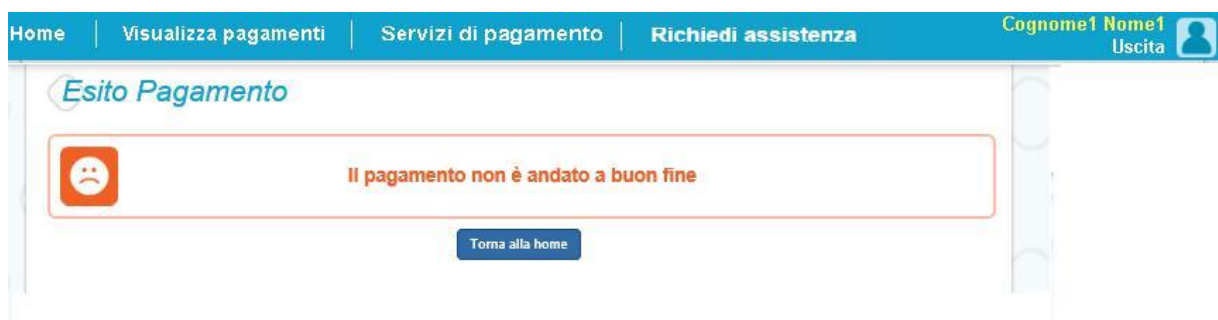 Home Visualizza pagamenti Servizi di pagamento Richiedi assistenza Cognome1 Nome1
Uscita
Esito Pagamento
Il pagamento non è andato a buon fine
Torna alla home